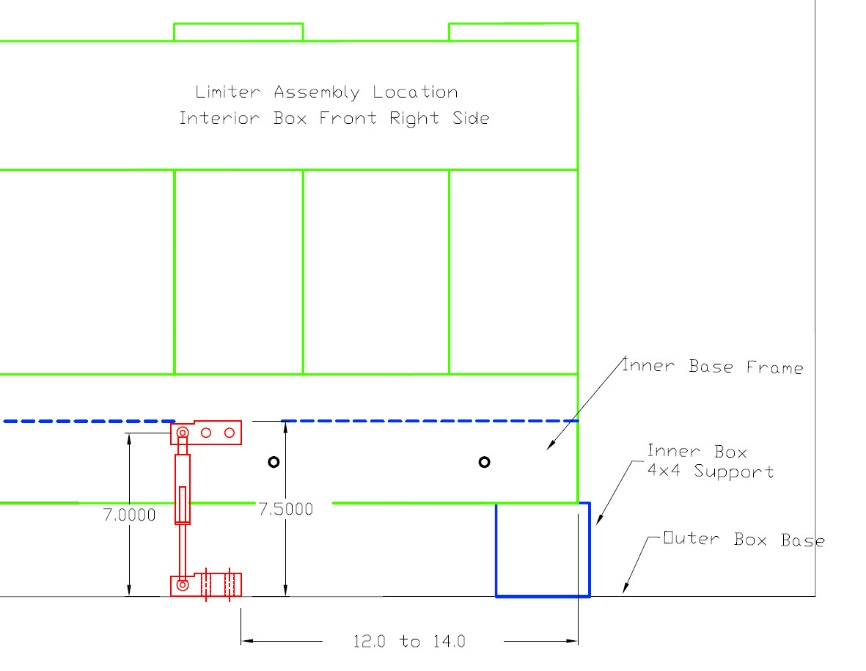 Limiter Assembly Location
Interior Box Front Right Side
Inner Base Frame
Inner Box
4x4 Support
7.0000
7.5000
Outer Box Base
12.0 to 14.0